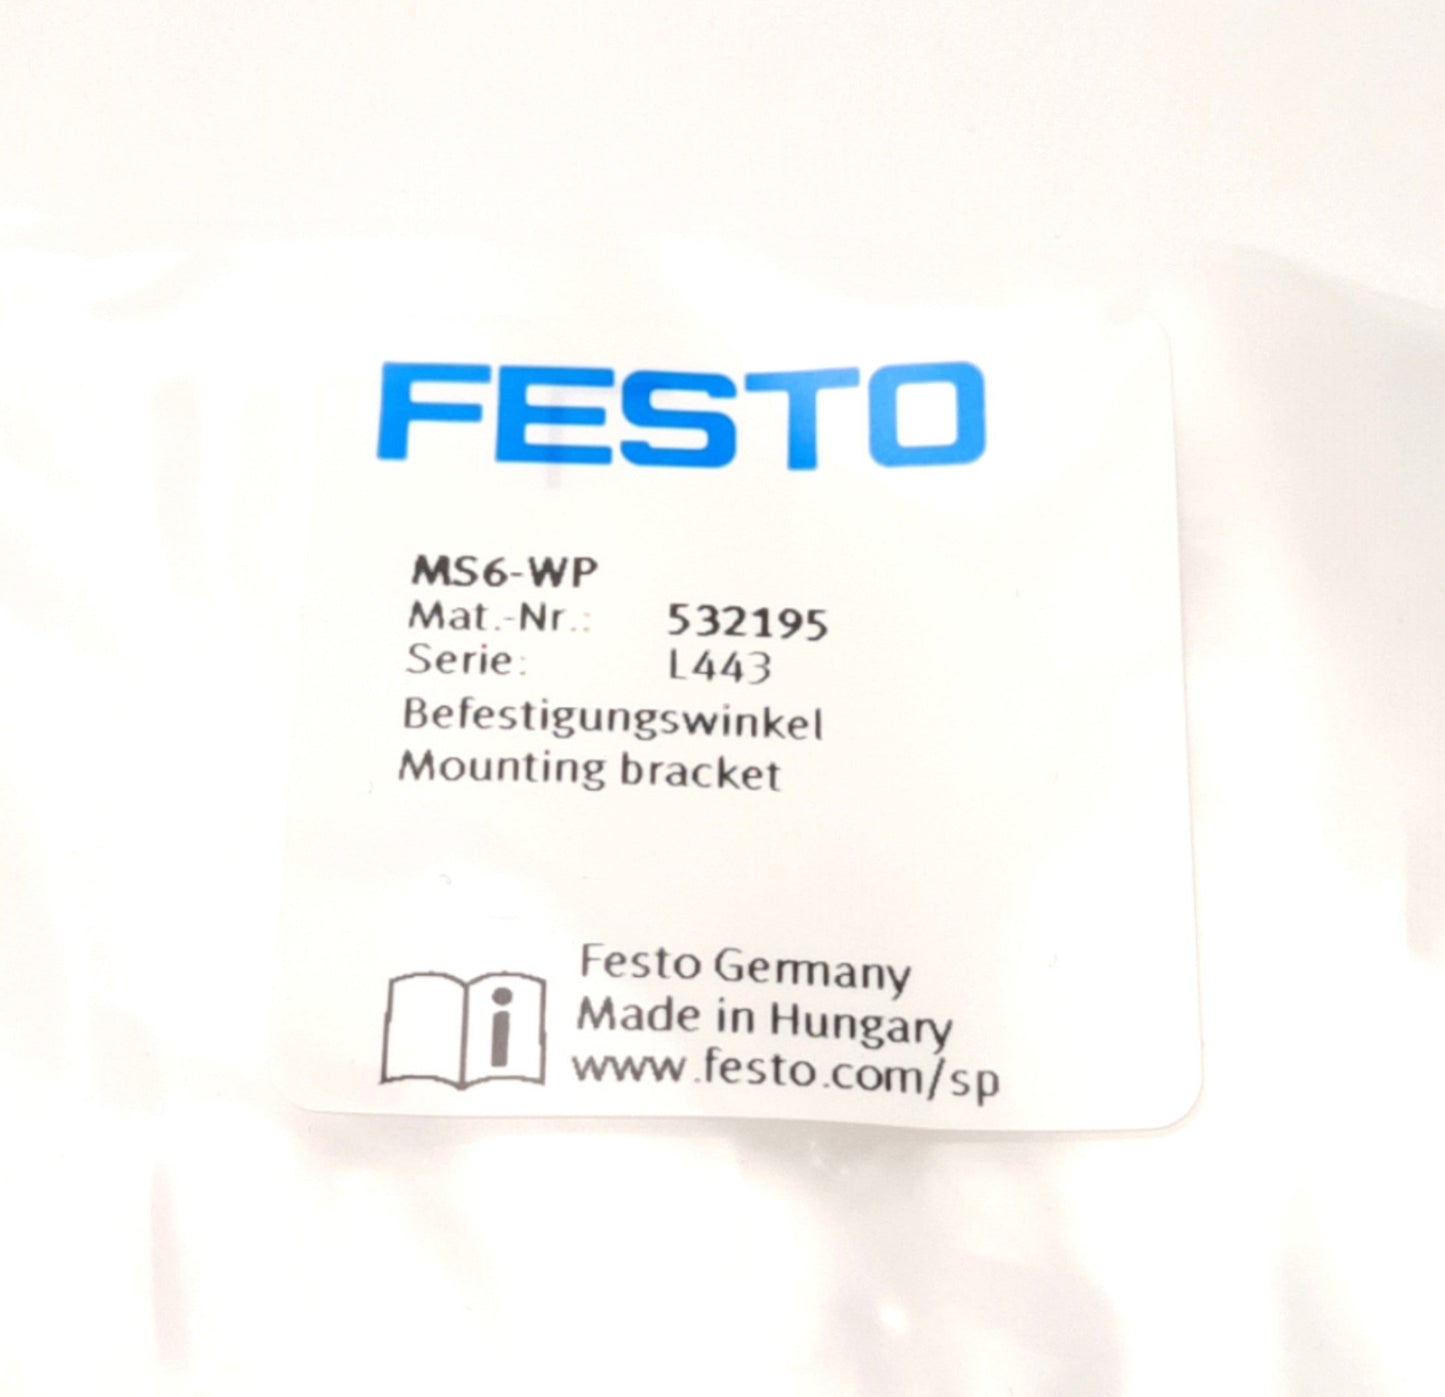 FESTO
MS6-WP
Mat.-Nr.: 532195
Serie: L443
Befestigungswinkel
Mounting bracket
i
Festo Germany
Made in Hungary
www.festo.com/sp